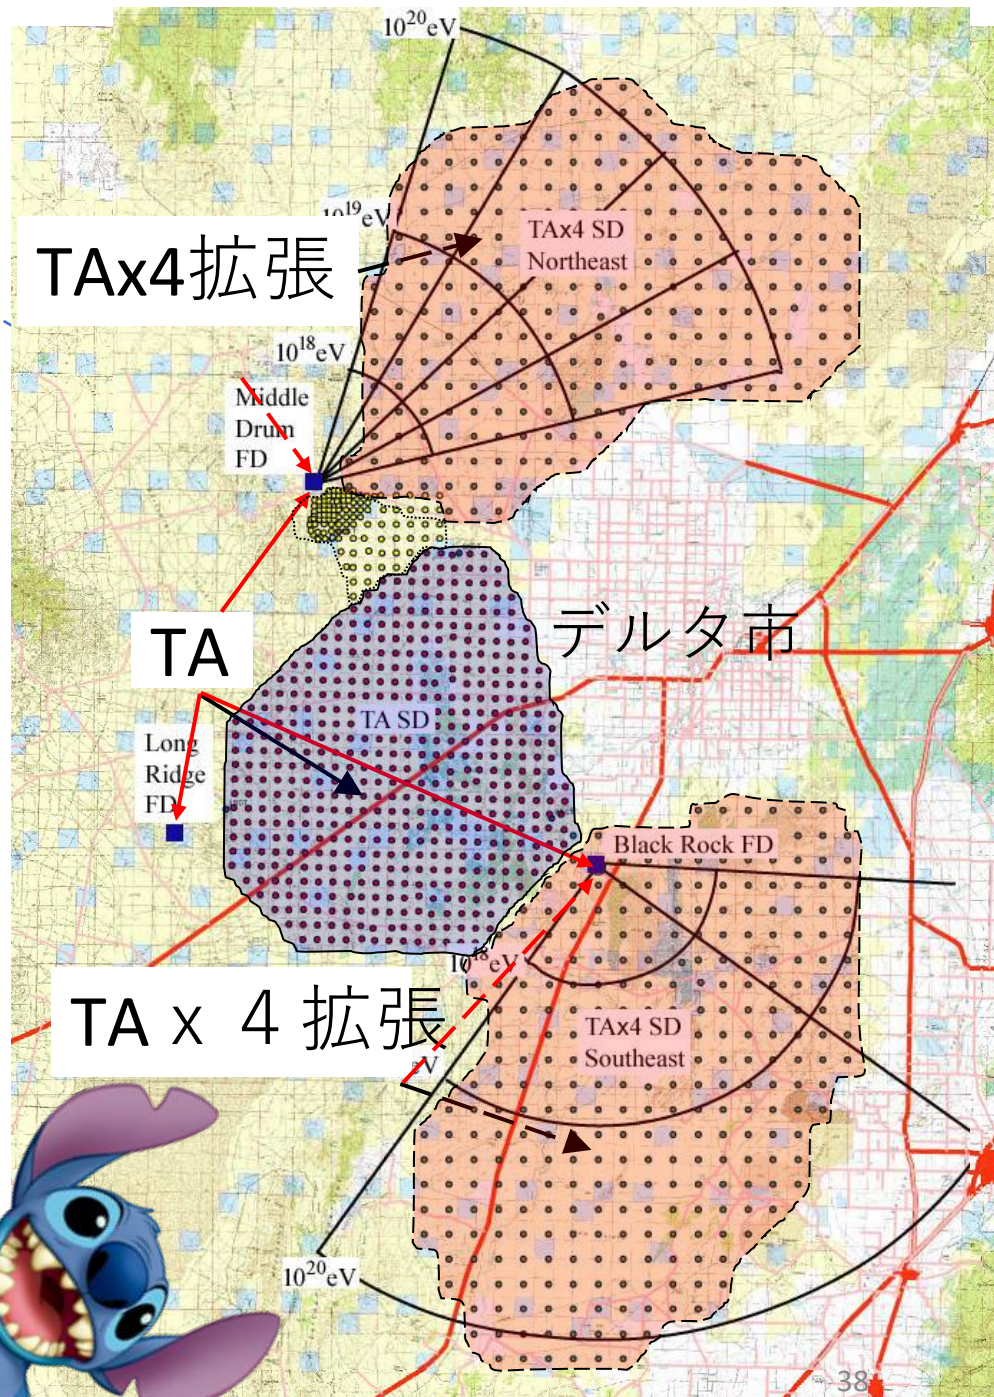 10²⁰eV
TAx4 SD
Northeast
10¹⁹eV
TAx4拡張
10¹⁸eV
Middle
Drum
FD
デルタ市
TA
TA SD
Long
Ridge
FD
Black Rock FD
10¹⁸eV
TA x 4 拡張
TAx4 SD
Southeast
eV
10²⁰eV
38